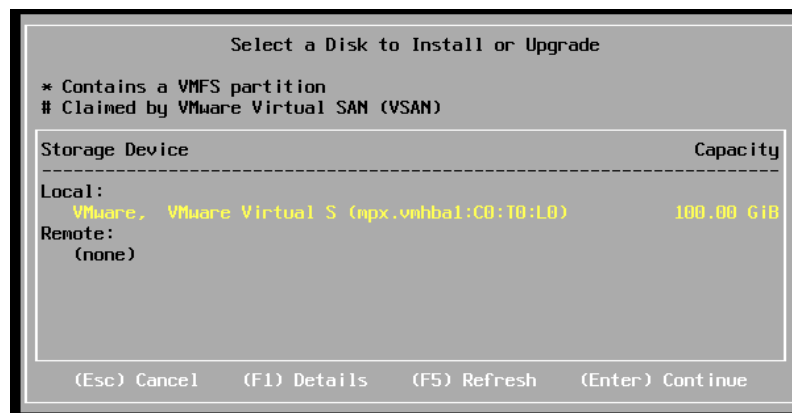 Select a Disk to Install or Upgrade
* Contains a VMFS partition
# Claimed by VMware Virtual SAN (VSAN)
Storage Device Capacity
Local:
VMware, VMware Virtual S (mpx.vmhba1:C0:T0:L0) 100.00 GiB
Remote:
(none)
(Esc) Cancel (F1) Details (F5) Refresh (Enter) Continue